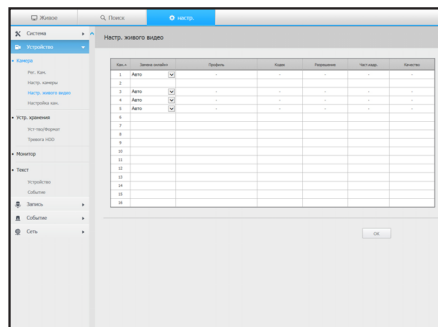 Живое
Поиск
настр.
Система
Устройство
Камера
Рег. Кам.
Настр. камеры
Настр. живого видео
Настройка кан.
Устр. хранения
Уст-тво/Формат
Тревога HDD
Монитор
Текст
Устройство
Событие
Запись
Событие
Сеть
Настр. живого видео
Кан.× Запись онлайн Профиль Кодек Разрешение Част.кадр. Качество
1 Авто - - - - -
2
3 Авто - - - - -
4 Авто - - - - -
5 Авто - - - - -
6
7
8
9
10
11
12
13
14
15
16
OK